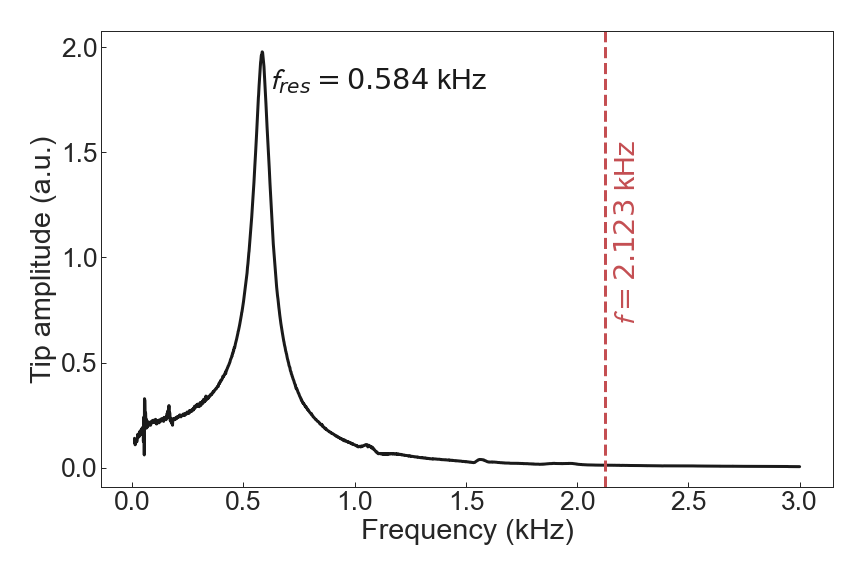 2.0
1.5
1.0
0.5
0.0
Tip amplitude (a.u.)
f_res = 0.584 kHz
f = 2.123 kHz
0.0 0.5 1.0 1.5 2.0 2.5 3.0
Frequency (kHz)